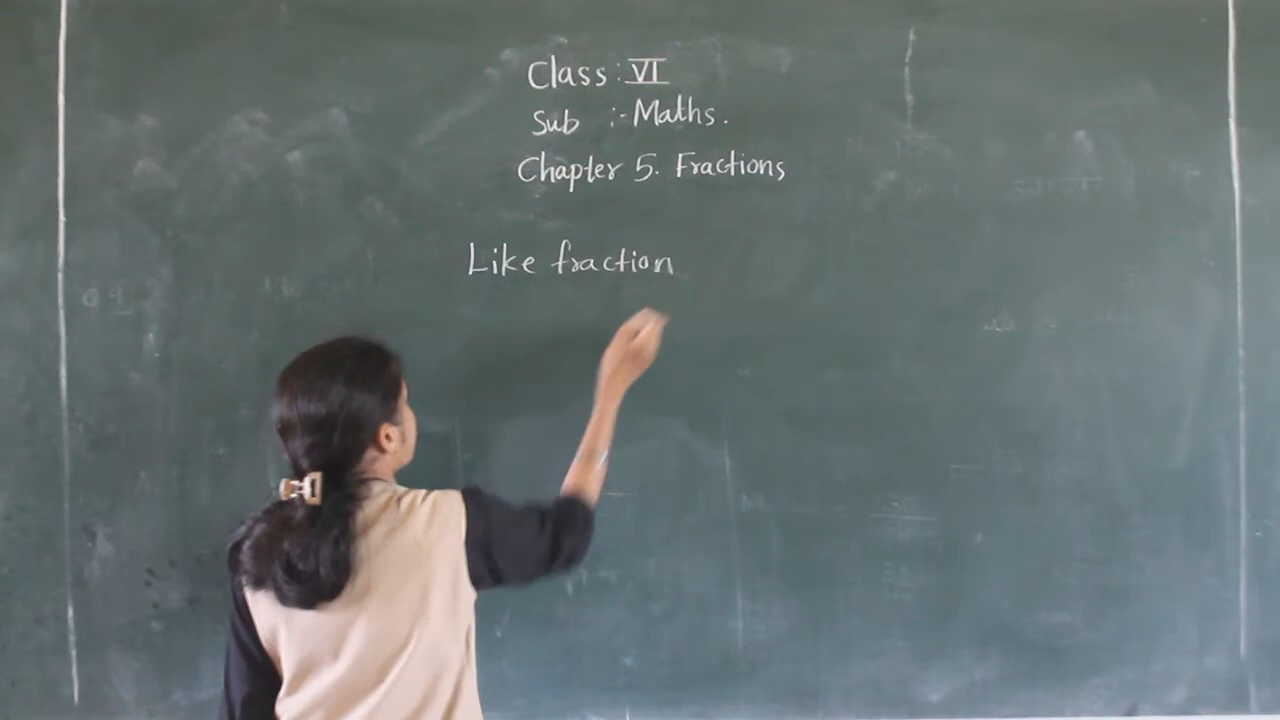 Class : VI
Sub :- Maths.
Chapter 5. Fractions
Like fraction